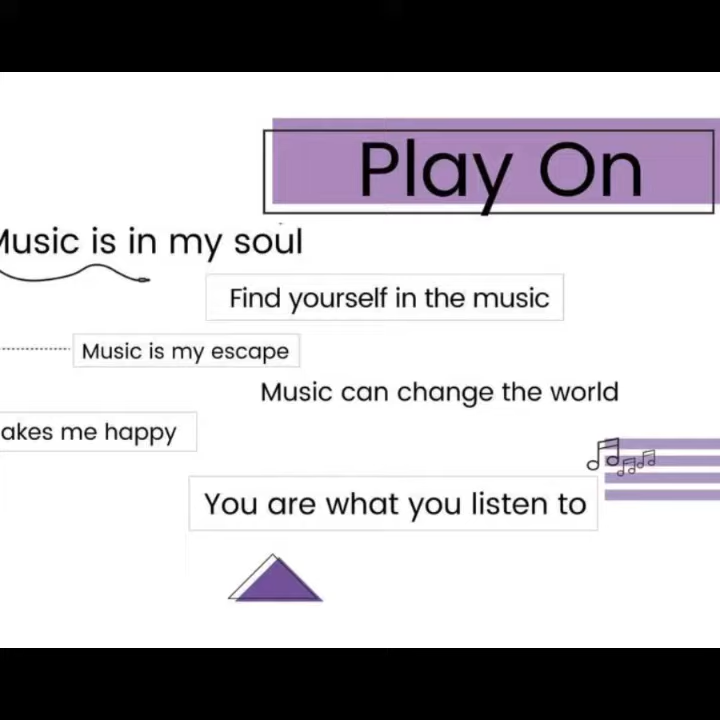 Play On
Music is in my soul
Find yourself in the music
Music is my escape
Music can change the world
akes me happy
You are what you listen to